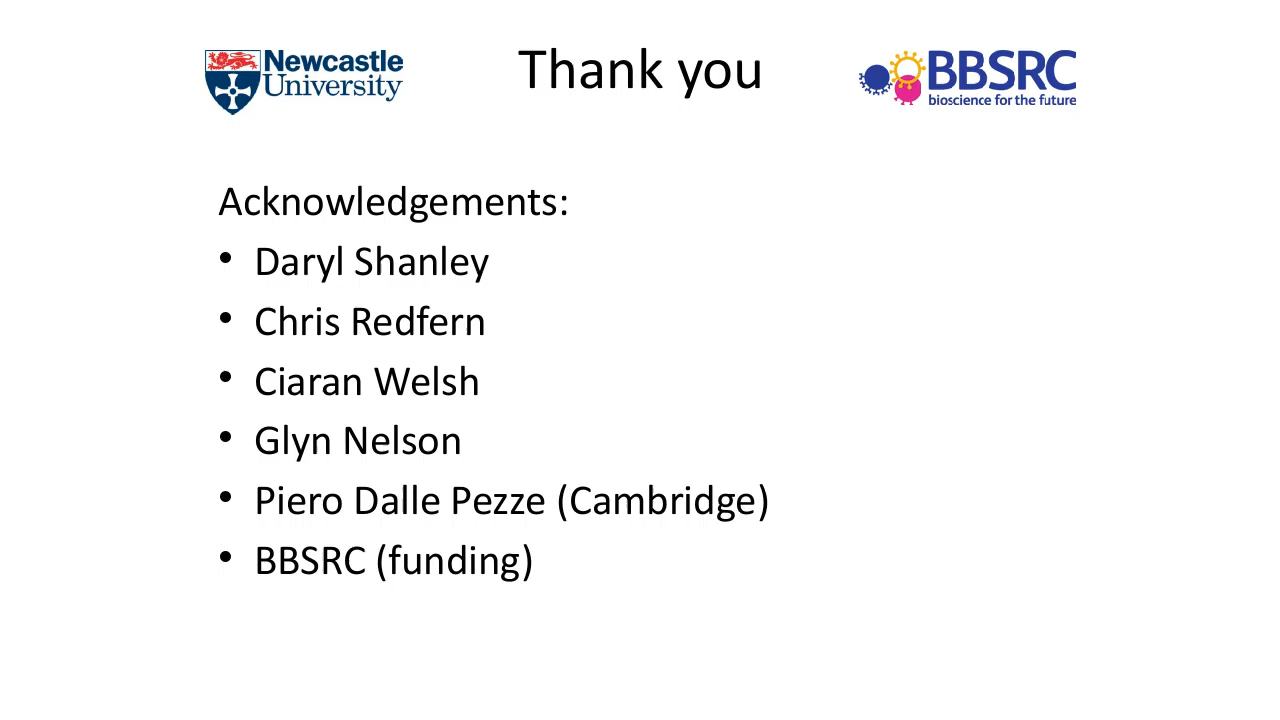 Newcastle
University
Thank you
BBSRC
bioscience for the future
Acknowledgements:
• Daryl Shanley
• Chris Redfern
• Ciaran Welsh
• Glyn Nelson
• Piero Dalle Pezze (Cambridge)
• BBSRC (funding)